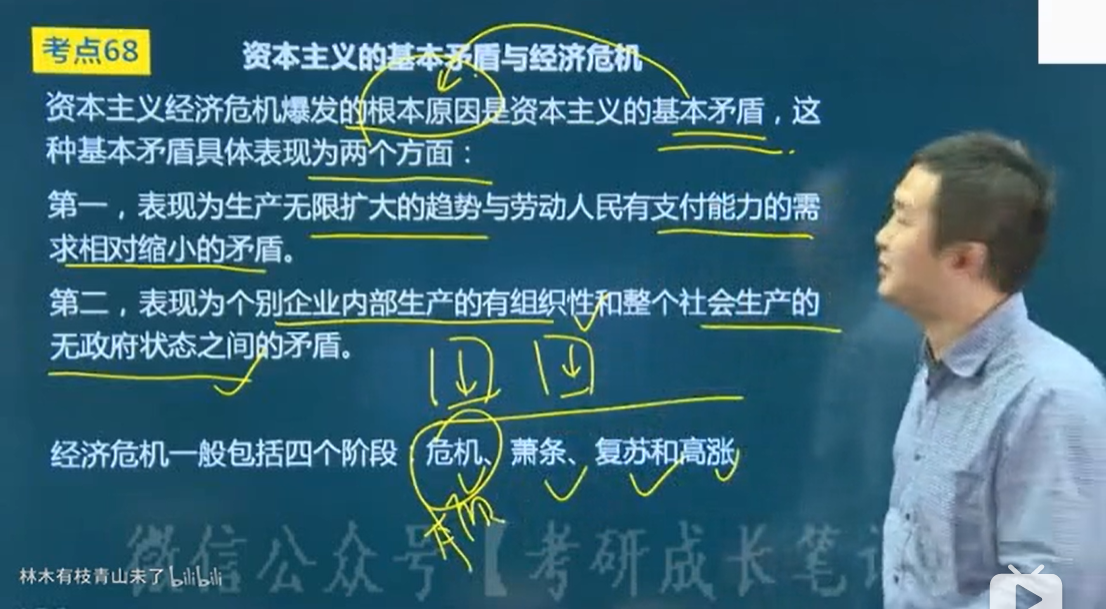 考点68
资本主义的基本矛盾与经济危机
资本主义经济危机爆发的根本原因是资本主义的基本矛盾，这
种基本矛盾具体表现为两个方面：
第一，表现为生产无限扩大的趋势与劳动人民有支付能力的需
求相对缩小的矛盾。
第二，表现为个别企业内部生产的有组织性和整个社会生产的
无政府状态之间的矛盾。
经济危机一般包括四个阶段：危机、萧条、复苏和高涨
微信公众号【考研成长笔记
林木有枝青山未了 bilibili